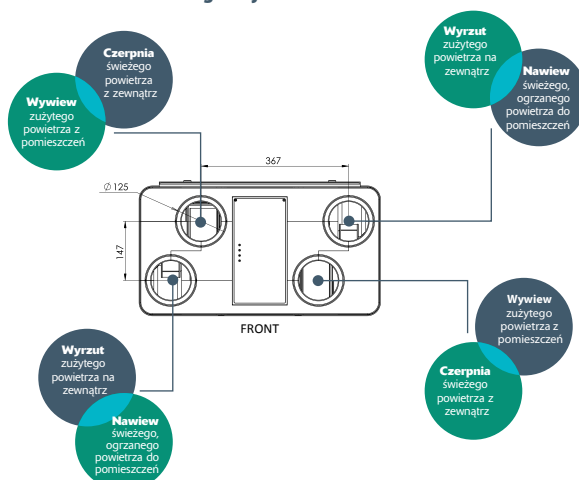 Czerpnia
świeżego
powietrza
z zewnątrz
Wywiew
zużytego
powietrza z
pomieszczeń
Wyrzut
zużytego
powietrza na
zewnątrz
Nawiew
świeżego,
ogrzanego
powietrza do
pomieszczeń
367
Ø 125
147
FRONT
Wyrzut
zużytego
powietrza na
zewnątrz
Nawiew
świeżego,
ogrzanego
powietrza do
pomieszczeń
Wywiew
zużytego
powietrza z
pomieszczeń
Czerpnia
świeżego
powietrza z
zewnątrz